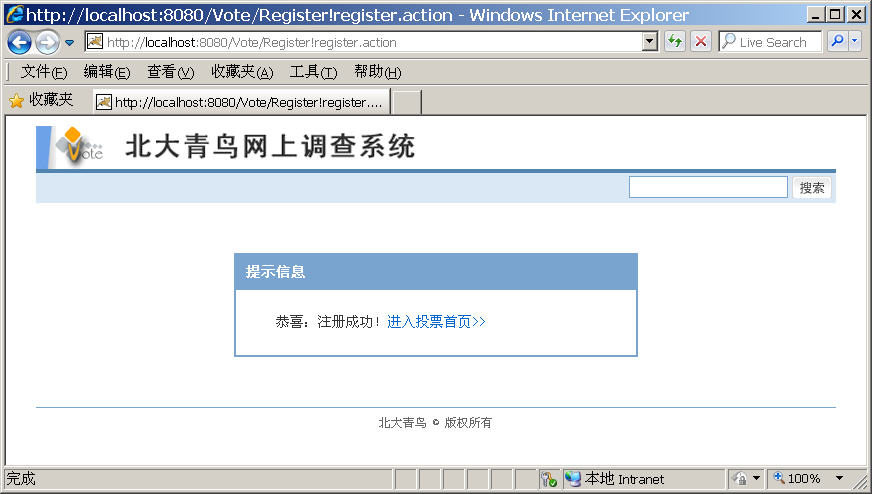 http://localhost:8080/Vote/Register!register.action - Windows Internet Explorer
http://localhost:8080/Vote/Register!register.action
Live Search
文件(F) 编辑(E) 查看(V) 收藏夹(A) 工具(T) 帮助(H)
收藏夹 http://localhost:8080/Vote/Register!register....
Vote 北大青鸟网上调查系统
搜索
提示信息
恭喜：注册成功！进入投票首页>>
北大青鸟 © 版权所有
完成 本地 Intranet 100%